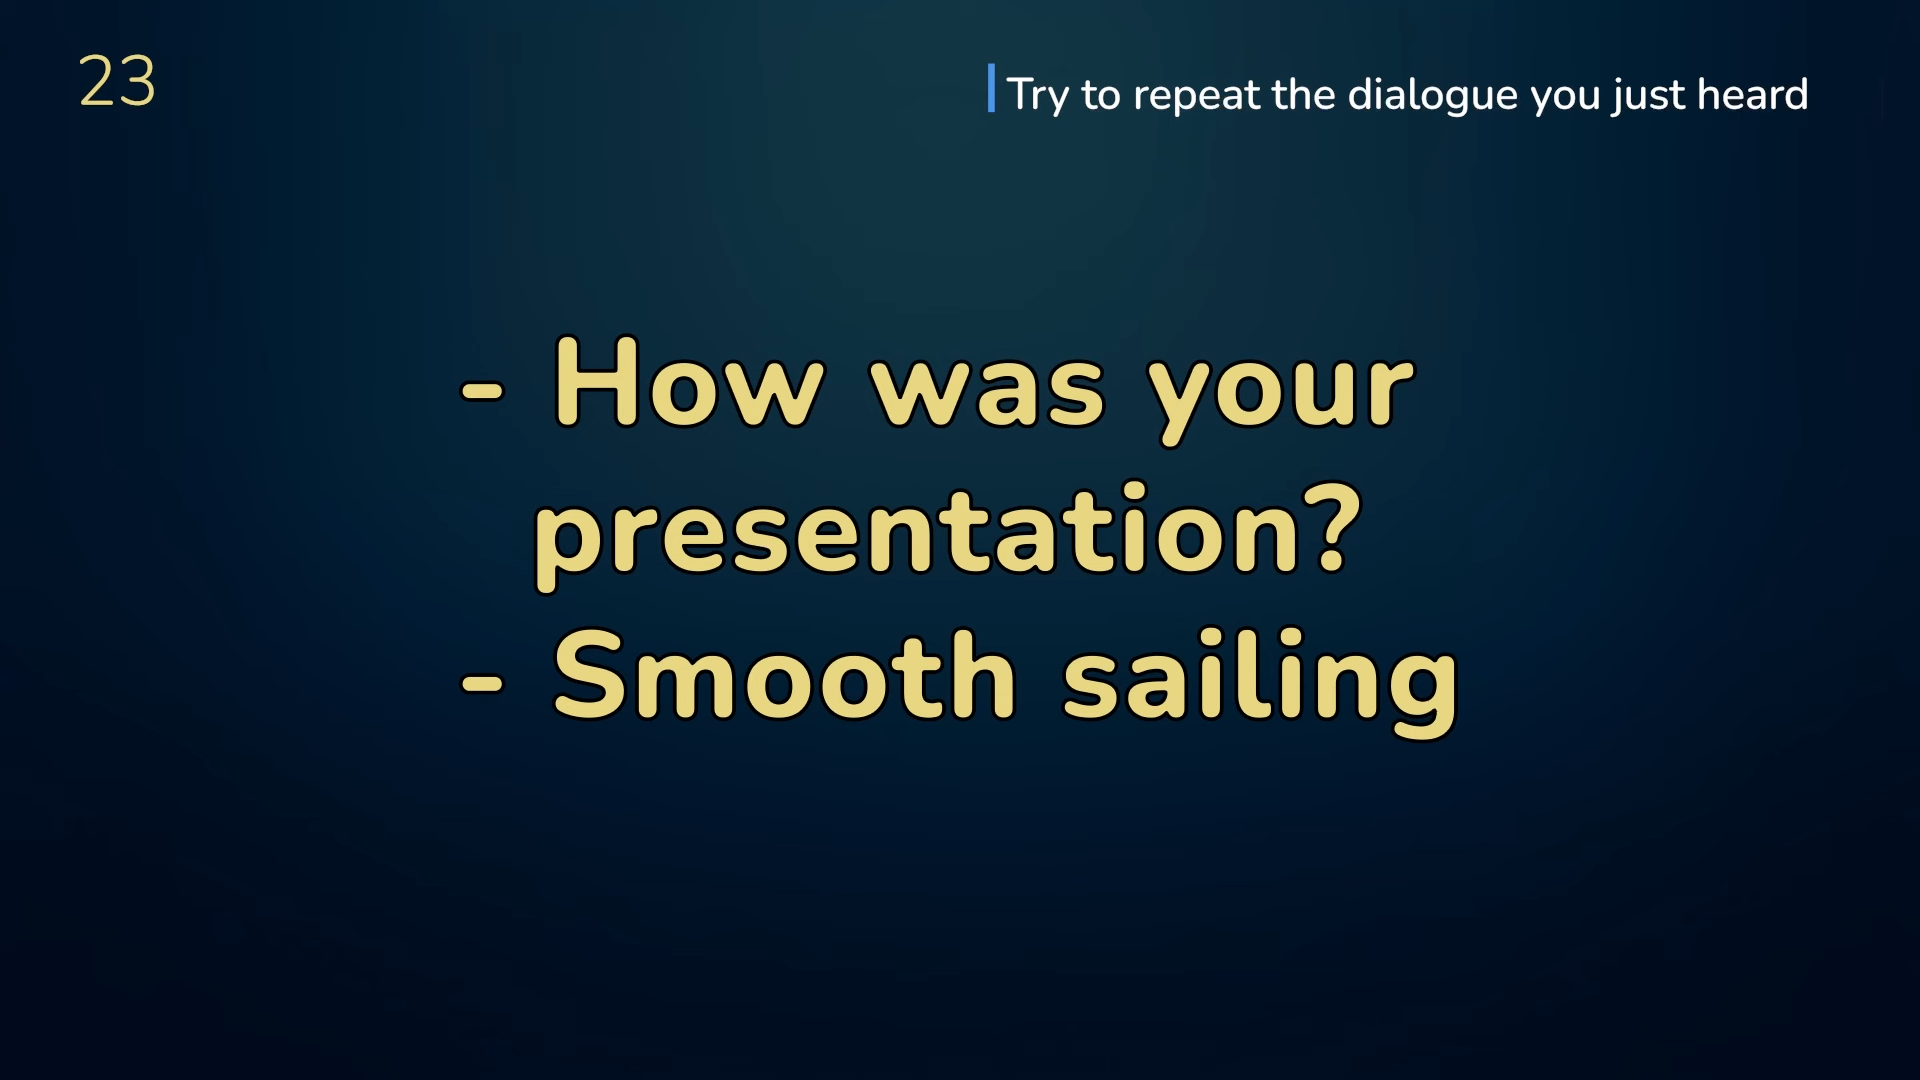 23
Try to repeat the dialogue you just heard
- How was your
presentation?
- Smooth sailing